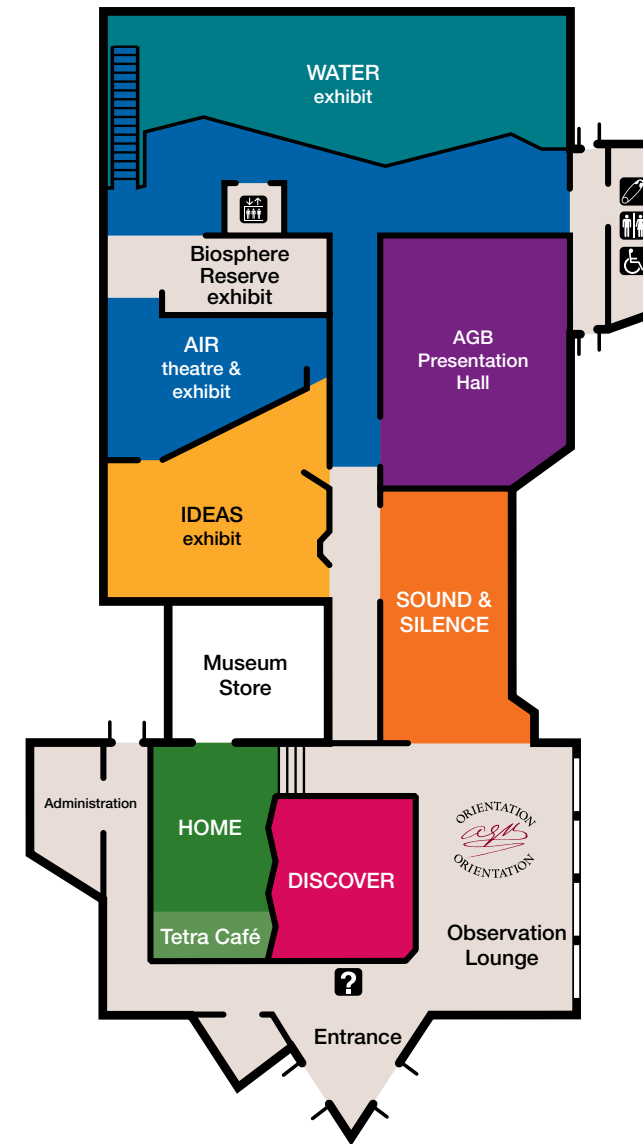 WATER
exhibit
Biosphere
Reserve
exhibit
AIR
theatre &
exhibit
AGB
Presentation
Hall
IDEAS
exhibit
SOUND &
SILENCE
Museum
Store
Administration
HOME
DISCOVER
ORIENTATION
agb
ORIENTATION
Tetra Café
Observation
Lounge
?
Entrance